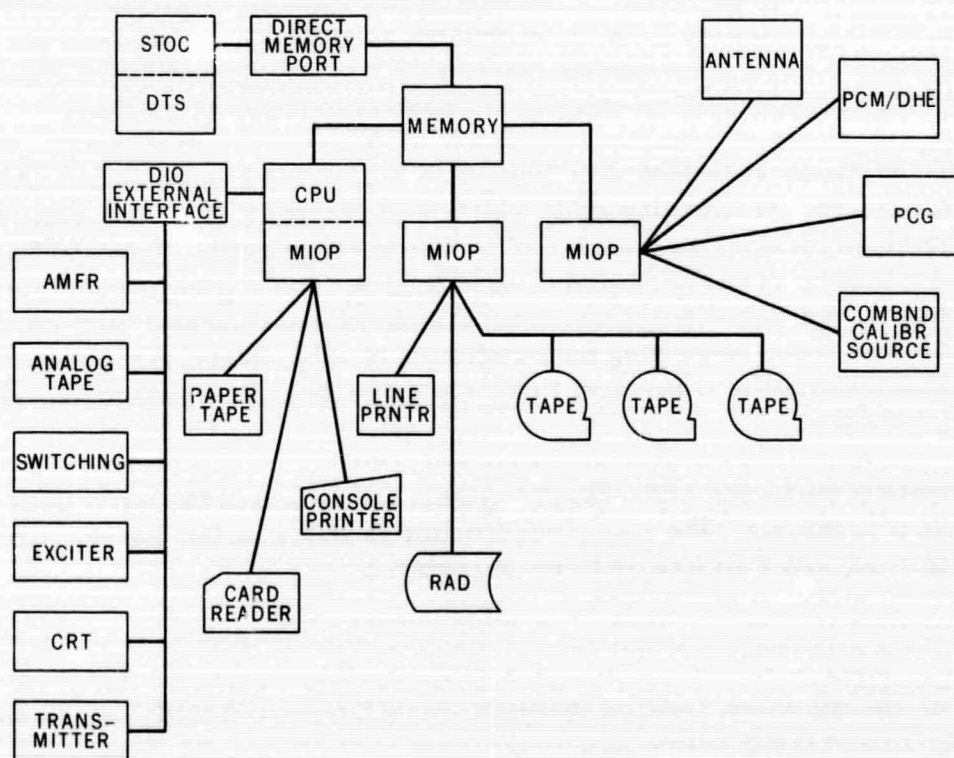 STOC
DTS
DIRECT
MEMORY
PORT
ANTENNA
PCM/DHE
MEMORY
DIO
EXTERNAL
INTERFACE
CPU
MIOP
MIOP
MIOP
PCG
AMFR
COMBND
CALIBR
SOURCE
ANALOG
TAPE
PAPER
TAPE
LINE
PRNTR
TAPE
TAPE
TAPE
SWITCHING
CONSOLE
PRINTER
EXCITER
CARD
READER
RAD
CRT
TRANS-
MITTER